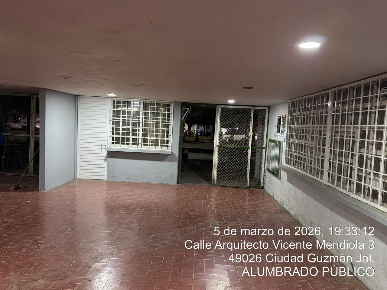 5 de marzo de 2026, 19:33:12
Calle Arquitecto Vicente Mendiola 3
49026 Ciudad Guzmán Jal.
ALUMBRADO PÚBLICO